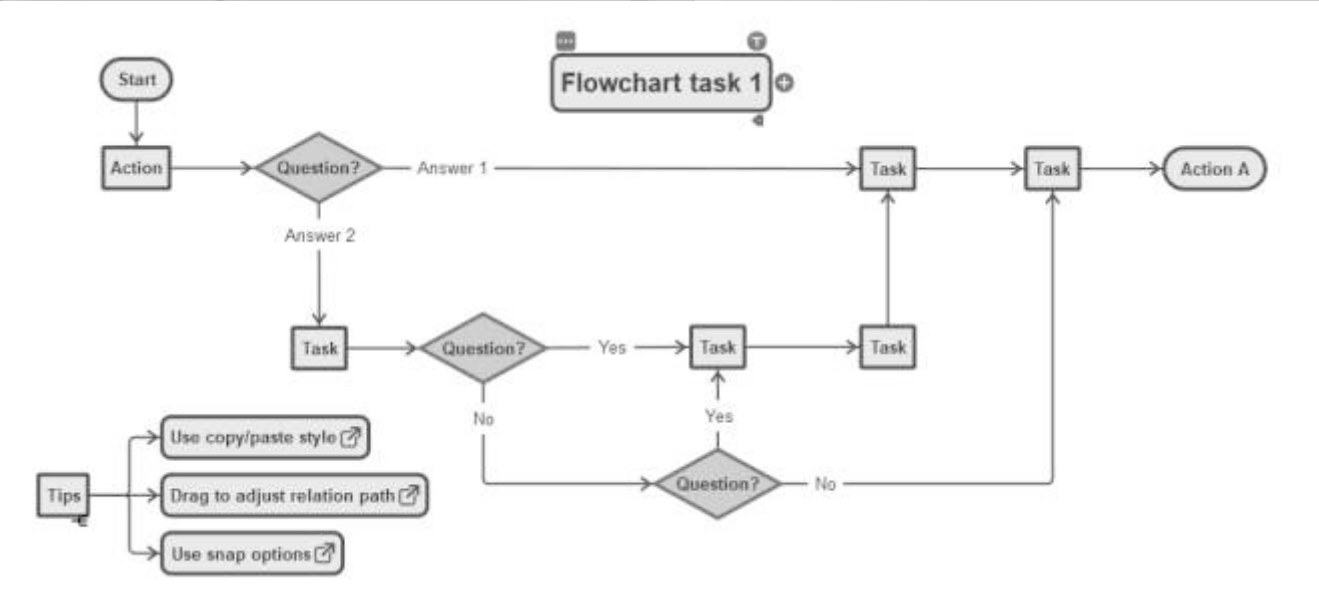 Flowchart task 1
Start
Action
Question?
Answer 1
Task
Task
Action A
Answer 2
Task
Question?
Yes
Task
Task
No
Yes
Question?
No
Tips
Use copy/paste style
Drag to adjust relation path
Use snap options